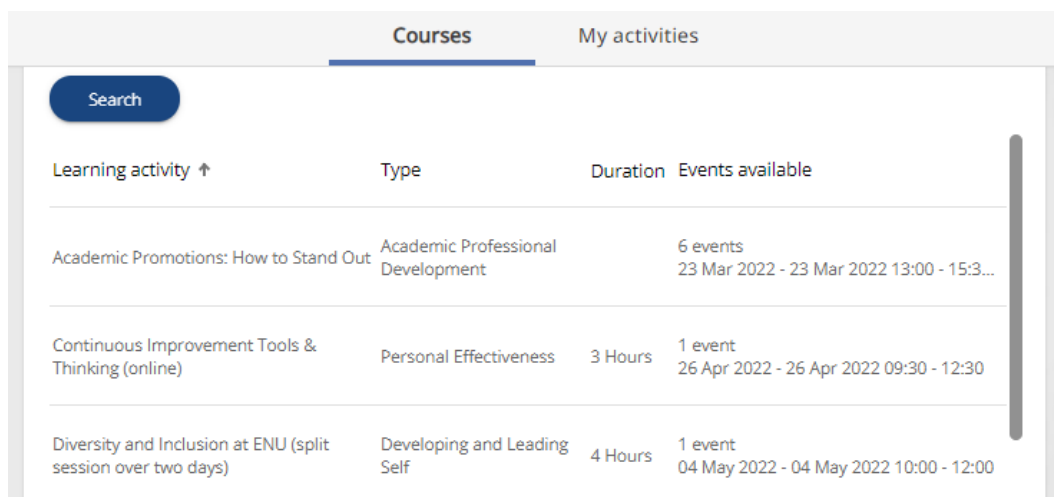 Courses My activities
Search
Learning activity ↑ Type Duration Events available
Academic Promotions: How to Stand Out
Academic Professional
Development
6 events
23 Mar 2022 - 23 Mar 2022 13:00 - 15:3...
Continuous Improvement Tools &
Thinking (online)
Personal Effectiveness
3 Hours
1 event
26 Apr 2022 - 26 Apr 2022 09:30 - 12:30
Diversity and Inclusion at ENU (split
session over two days)
Developing and Leading
Self
4 Hours
1 event
04 May 2022 - 04 May 2022 10:00 - 12:00